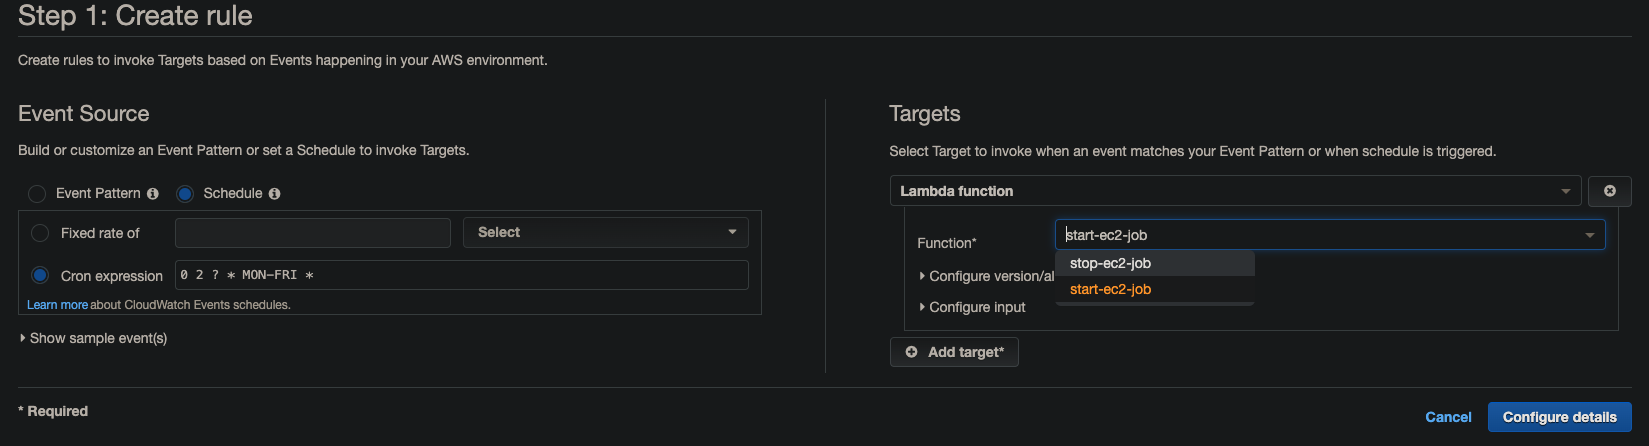 Step 1: Create rule
Create rules to invoke Targets based on Events happening in your AWS environment.
Event Source
Build or customize an Event Pattern or set a Schedule to invoke Targets.
Event Pattern
Schedule
Fixed rate of
Select
Cron expression
0 2 ? * MON-FRI *
Learn more about CloudWatch Events schedules.
Show sample event(s)
Targets
Select Target to invoke when an event matches your Event Pattern or when schedule is triggered.
Lambda function
Function*
start-ec2-job
stop-ec2-job
start-ec2-job
Configure version/al
Configure input
Add target*
* Required
Cancel
Configure details